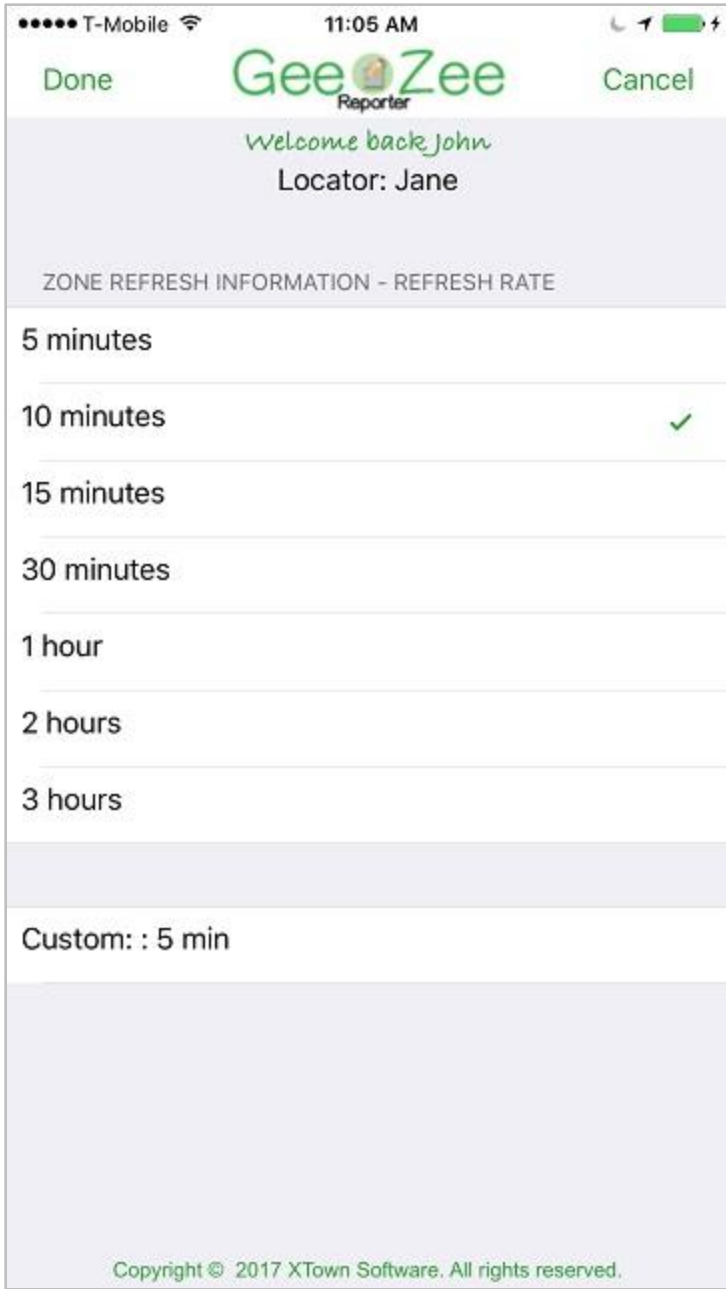 T-Mobile 11:05 AM
Done GeeZee Cancel
Reporter
Welcome back John
Locator: Jane
ZONE REFRESH INFORMATION - REFRESH RATE
5 minutes
10 minutes
15 minutes
30 minutes
1 hour
2 hours
3 hours
Custom: : 5 min
Copyright © 2017 XTown Software. All rights reserved.